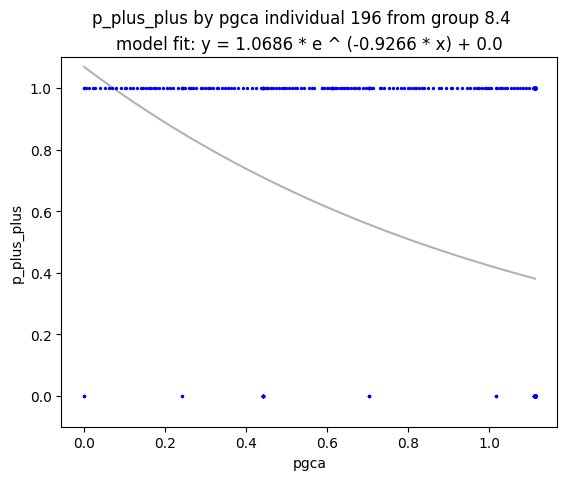 p_plus_plus by pgca individual 196 from group 8.4
model fit: y = 1.0686 * e ^ (-0.9266 * x) + 0.0
1.0
0.8
0.6
0.4
0.2
0.0
p_plus_plus
0.0 0.2 0.4 0.6 0.8 1.0
pgca